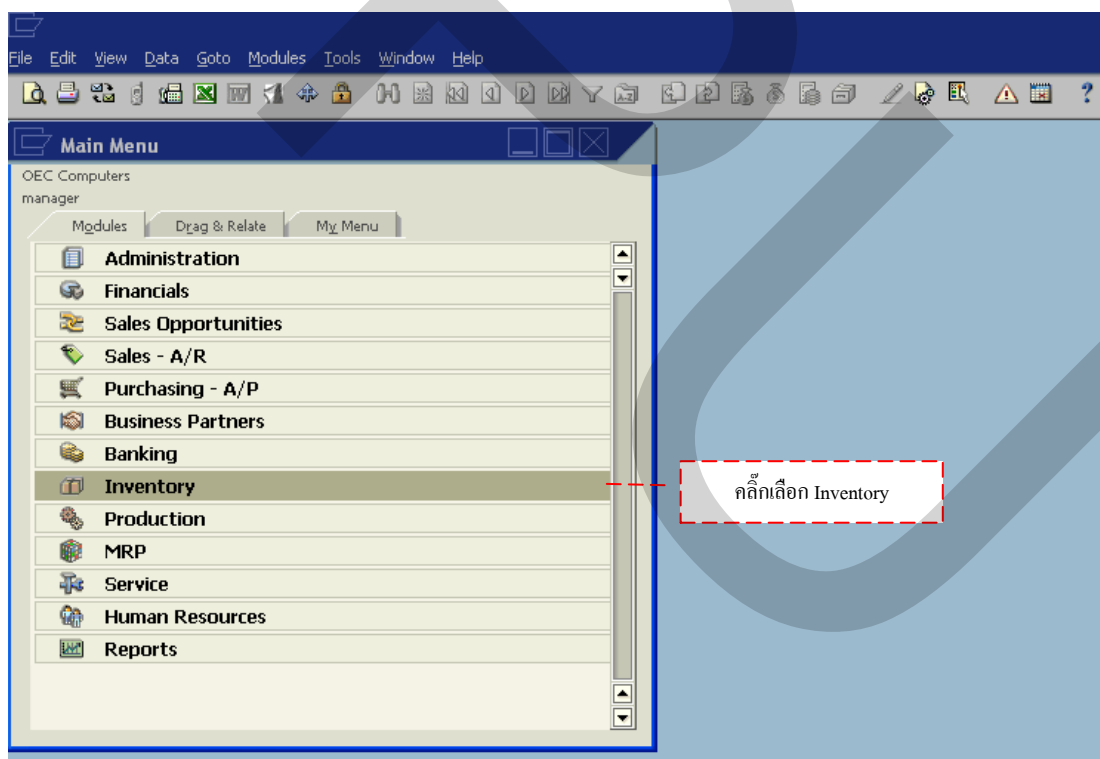 File Edit View Data Goto Modules Tools Window Help
Main Menu
OEC Computers
manager
Modules Drag & Relate My Menu
Administration
Financials
Sales Opportunities
Sales - A/R
Purchasing - A/P
Business Partners
Banking
Inventory
คลิ๊กเลือก Inventory
Production
MRP
Service
Human Resources
Reports